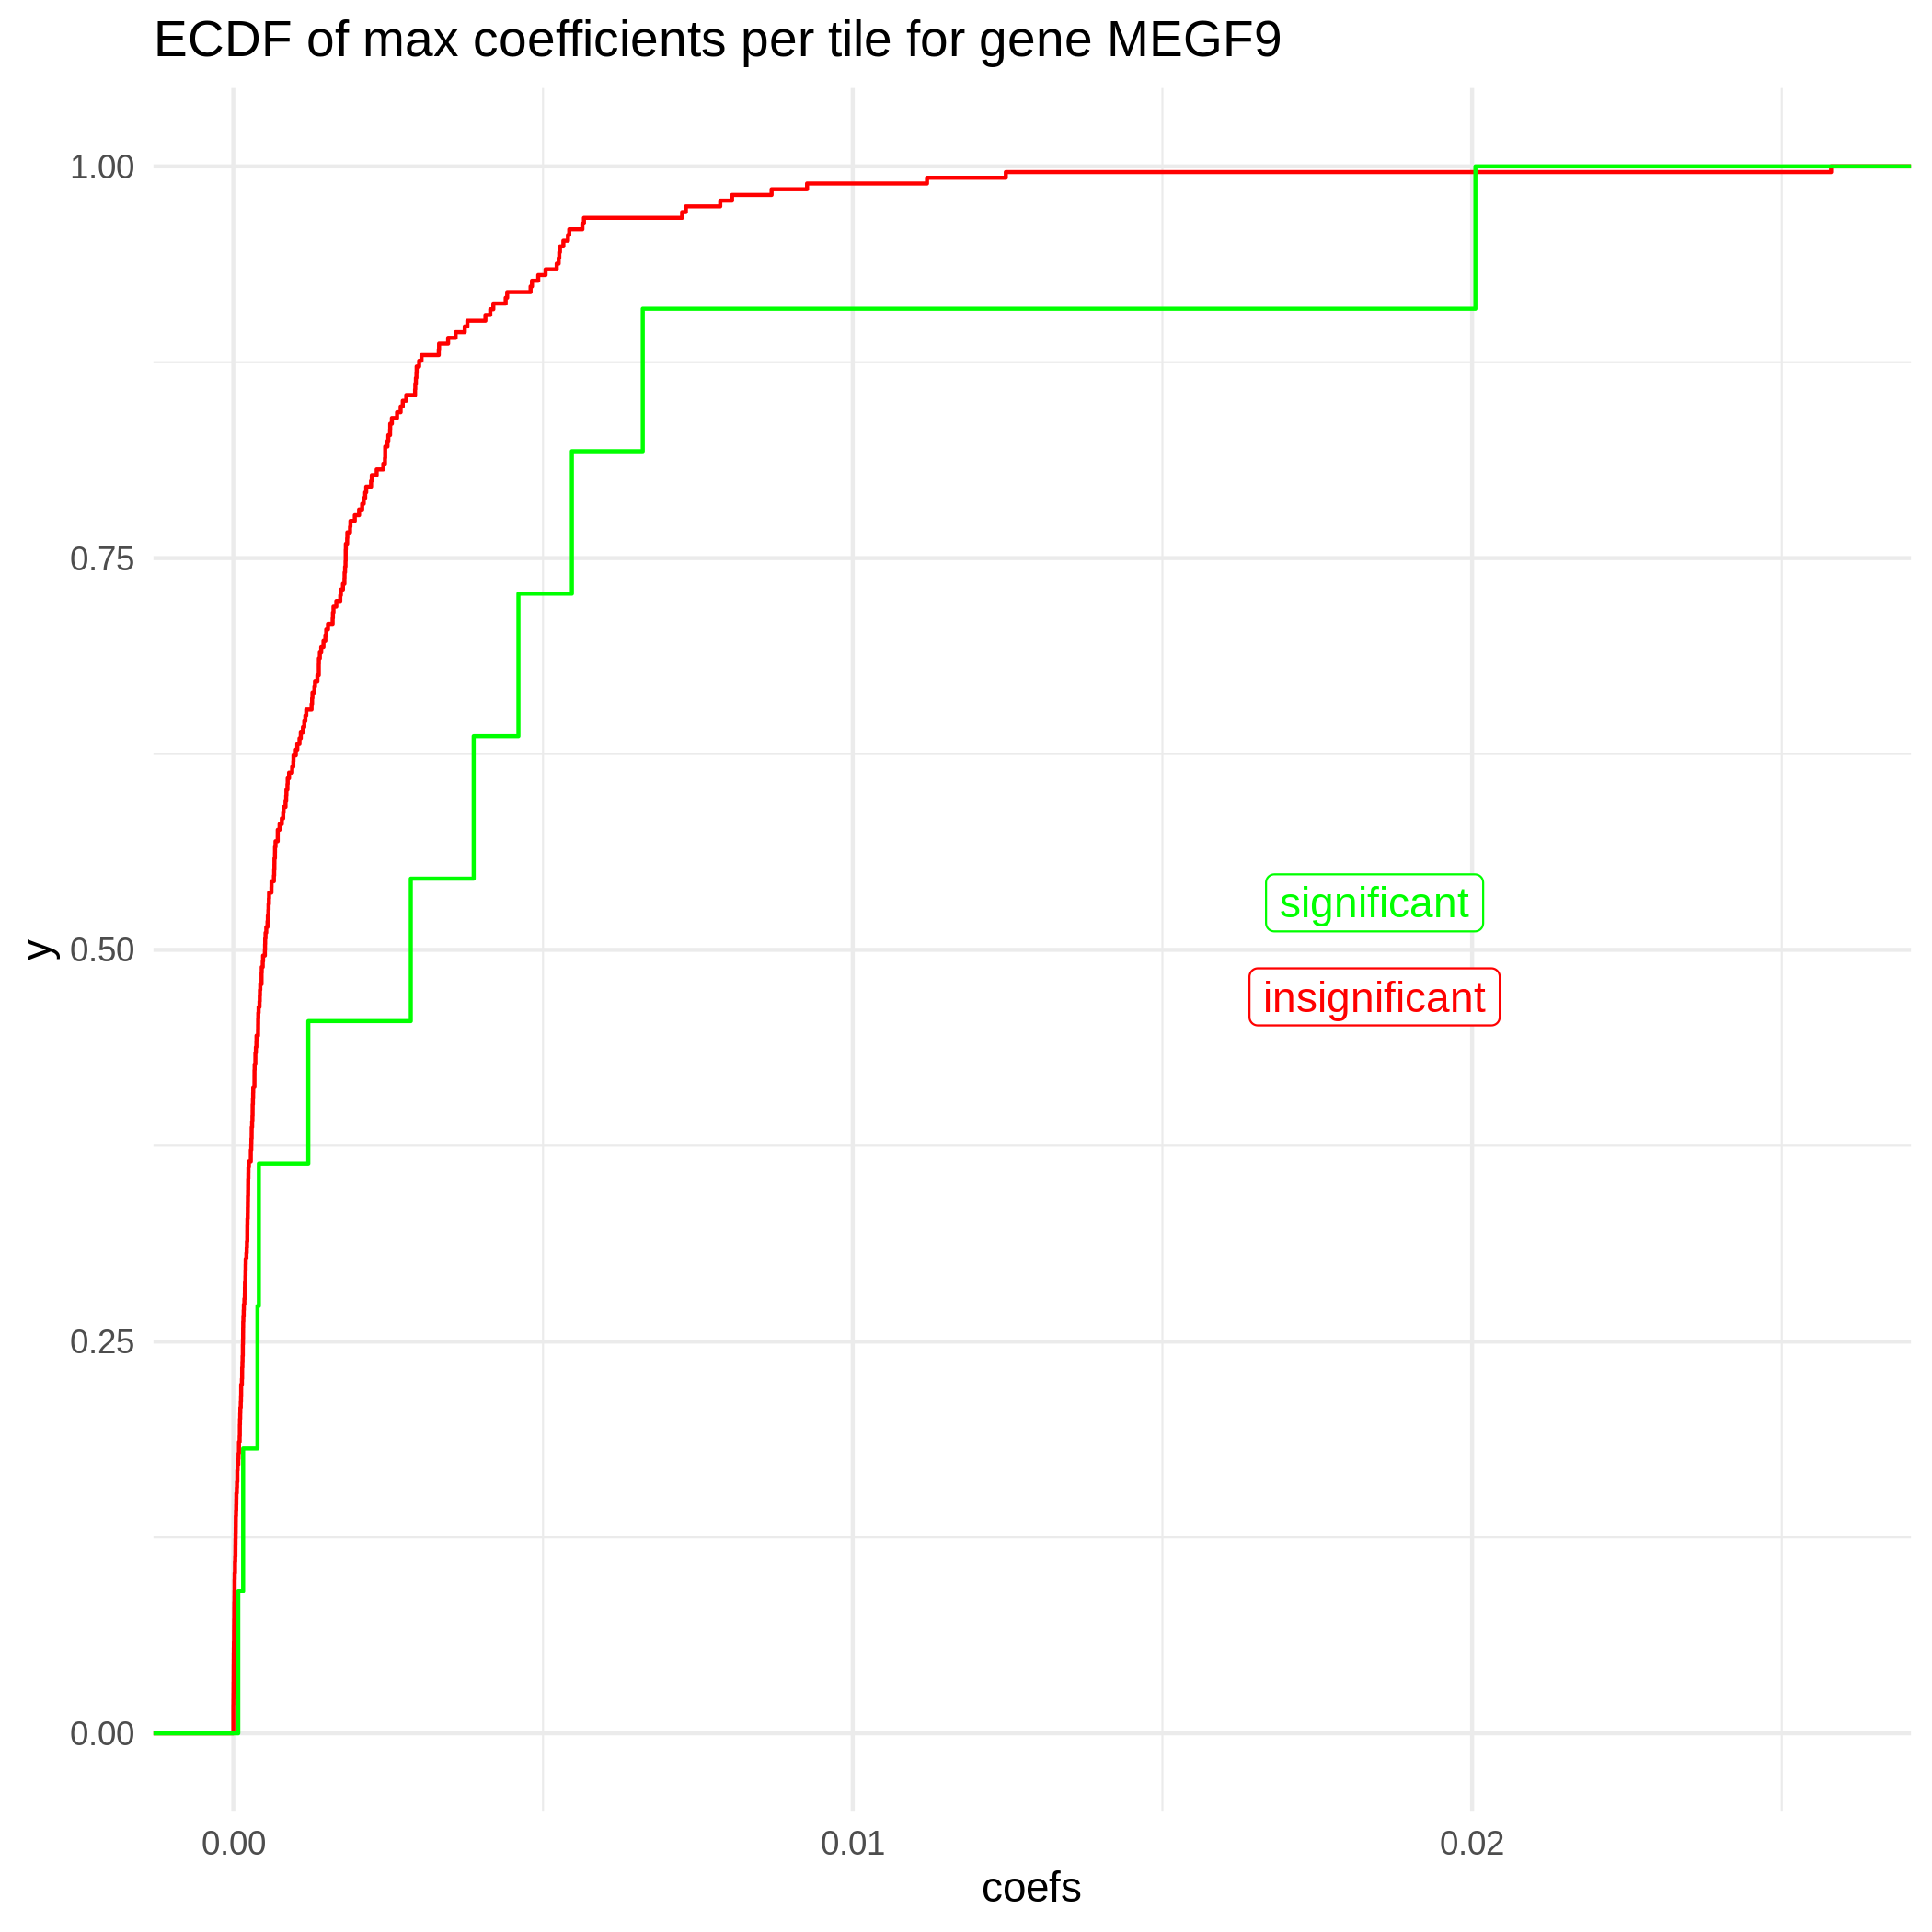 ECDF of max coefficients per tile for gene MEGF9
1.00
0.75
0.50
0.25
0.00
y
significant
insignificant
0.00
0.01
0.02
coefs